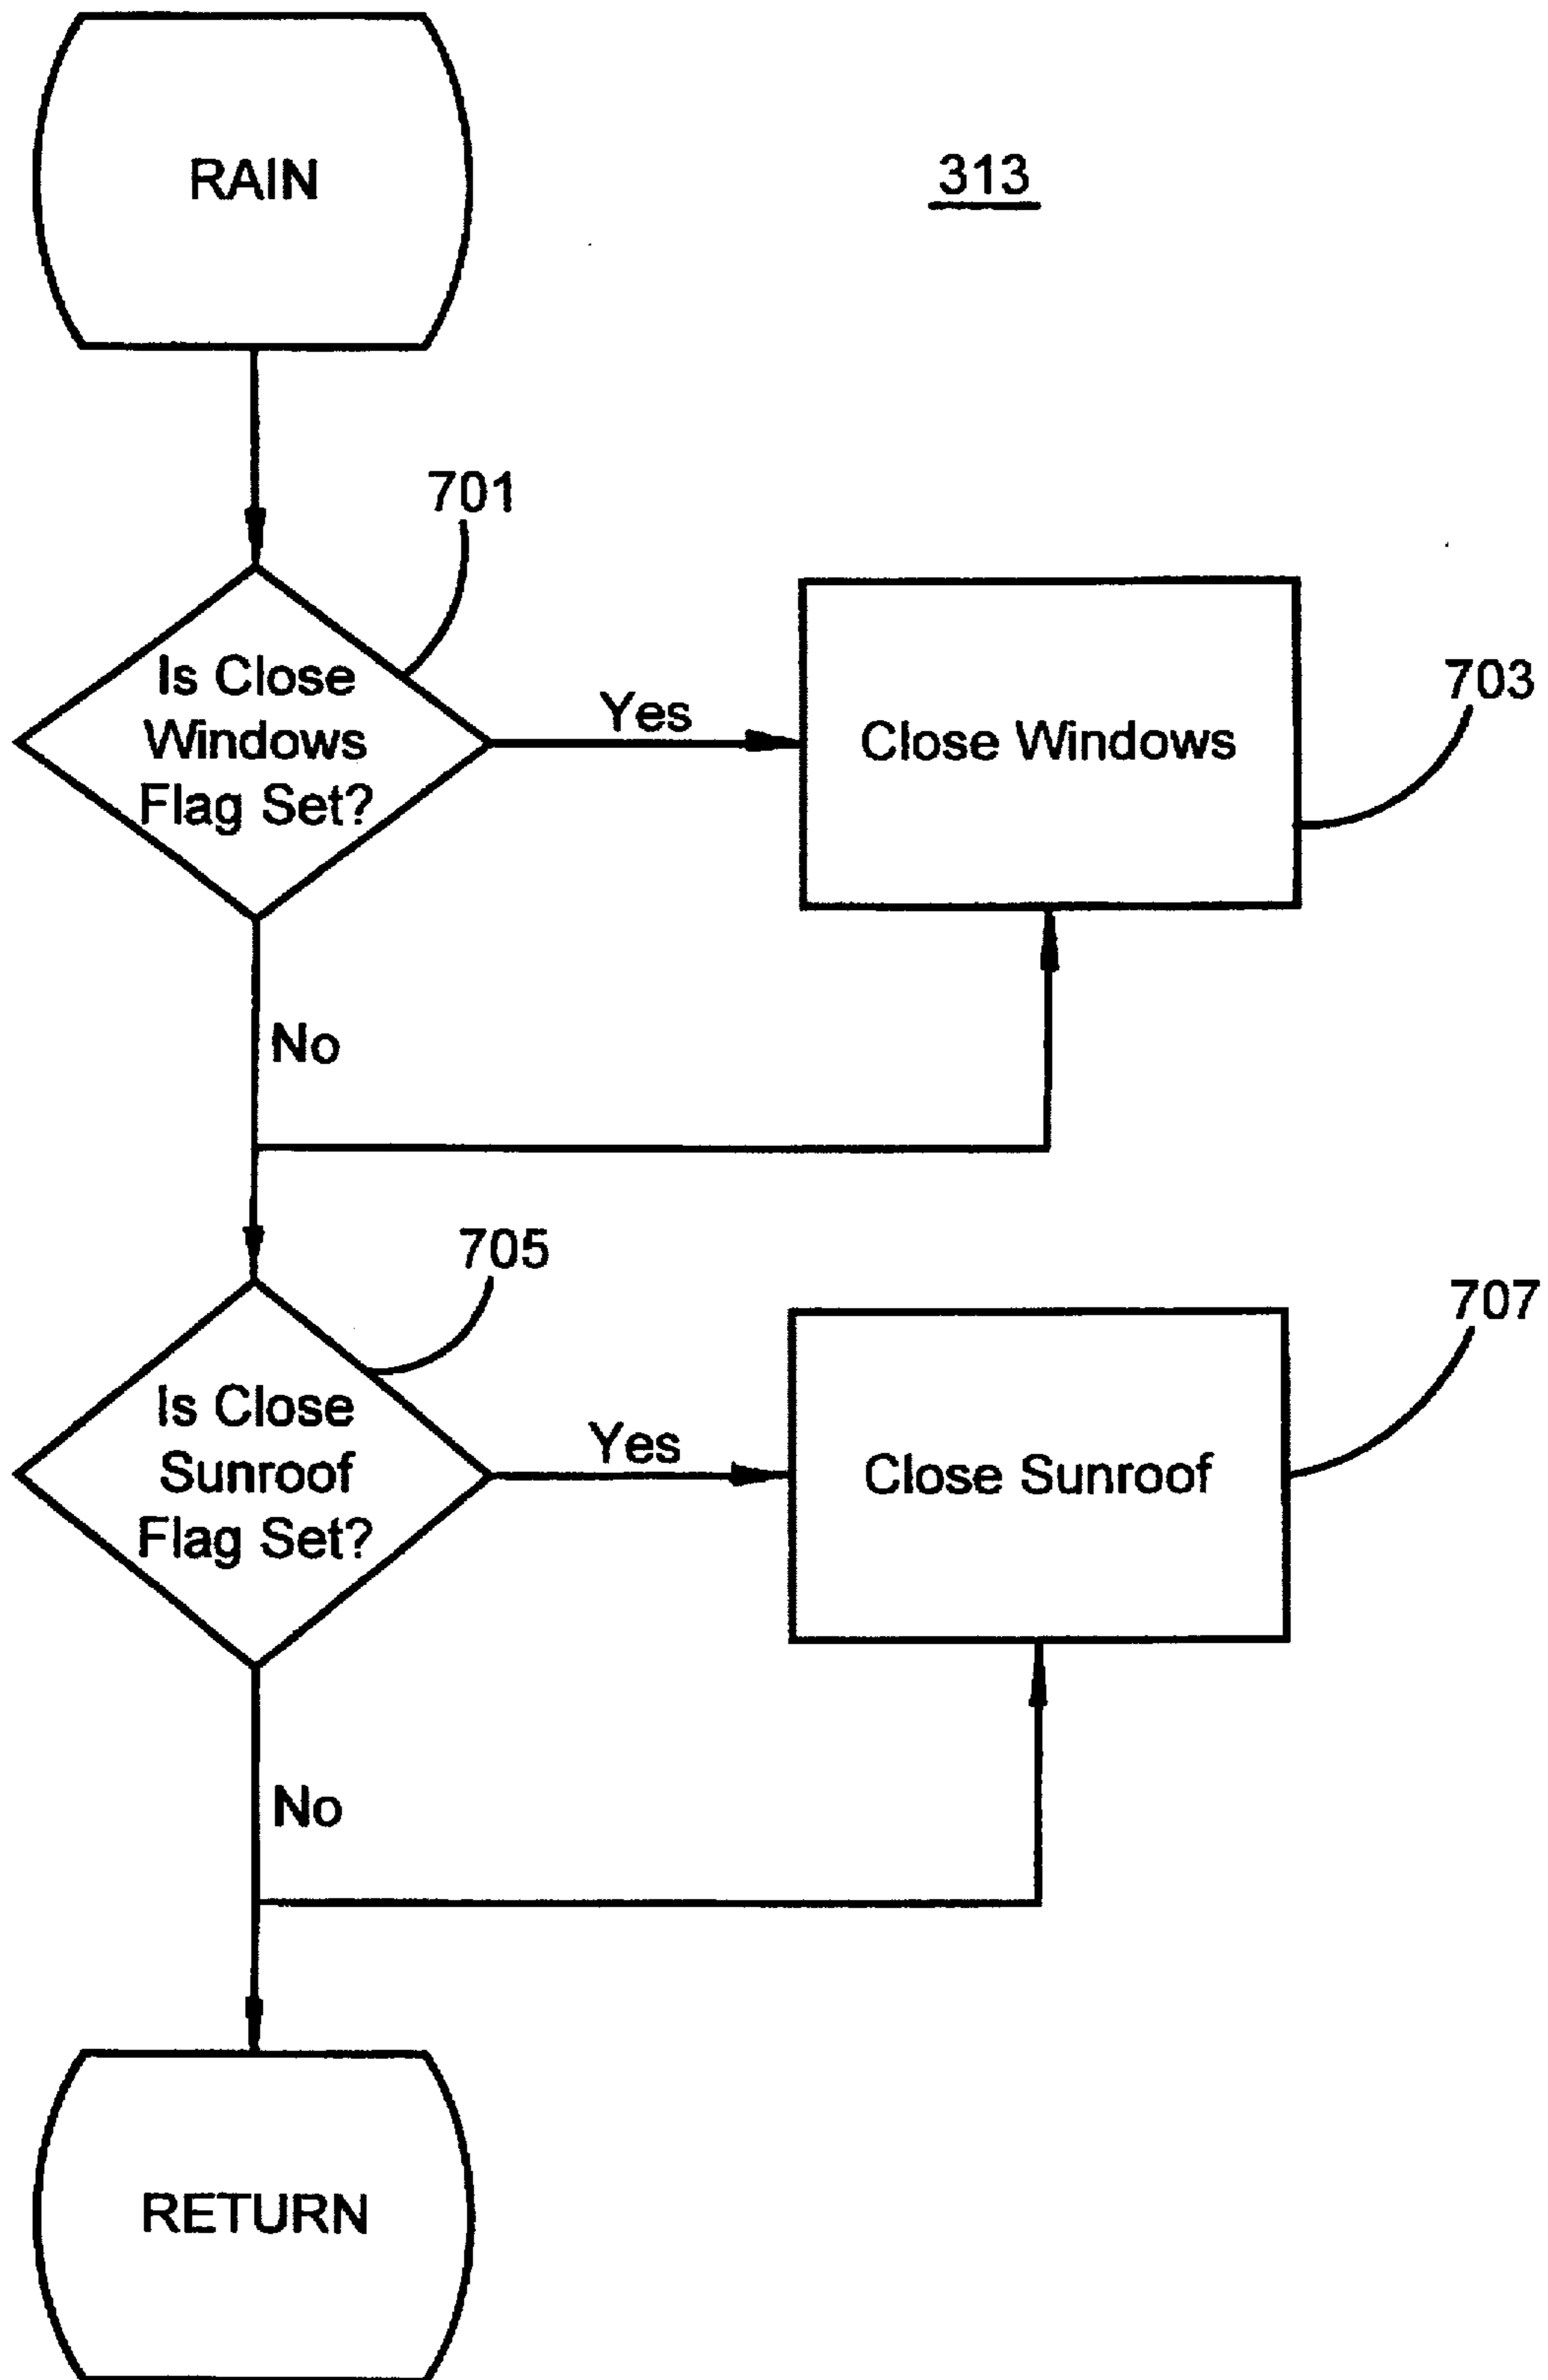 RAIN
313
701
Is Close
Windows
Flag Set?
Yes
Close Windows
703
No
705
Is Close
Sunroof
Flag Set?
Yes
Close Sunroof
707
No
RETURN